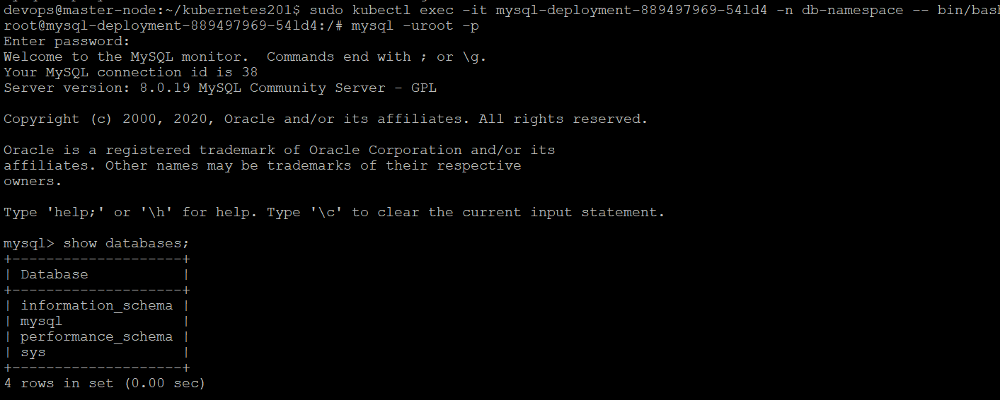 devops@master-node:~/kubernetes201$ sudo kubectl exec -it mysql-deployment-889497969-54ld4 -n db-namespace -- bin/bash
root@mysql-deployment-889497969-54ld4:/# mysql -uroot -p
Enter password:
Welcome to the MySQL monitor.  Commands end with ; or \g.
Your MySQL connection id is 38
Server version: 8.0.19 MySQL Community Server - GPL

Copyright (c) 2000, 2020, Oracle and/or its affiliates. All rights reserved.

Oracle is a registered trademark of Oracle Corporation and/or its
affiliates. Other names may be trademarks of their respective
owners.

Type 'help;' or '\h' for help. Type '\c' to clear the current input statement.

mysql> show databases;
+--------------------+
| Database           |
+--------------------+
| information_schema |
| mysql              |
| performance_schema |
| sys                |
+--------------------+
4 rows in set (0.00 sec)